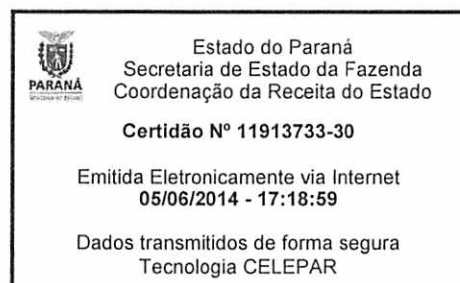 Estado do Paraná
Secretaria de Estado da Fazenda
Coordenação da Receita do Estado
PARANÁ
Certidão Nº 11913733-30
Emitida Eletronicamente via Internet
05/06/2014 - 17:18:59
Dados transmitidos de forma segura
Tecnologia CELEPAR